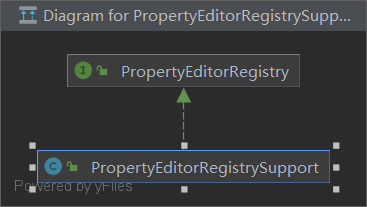 Diagram for PropertyEditorRegistrySupp...
I PropertyEditorRegistry
C PropertyEditorRegistrySupport
Powered by yFiles